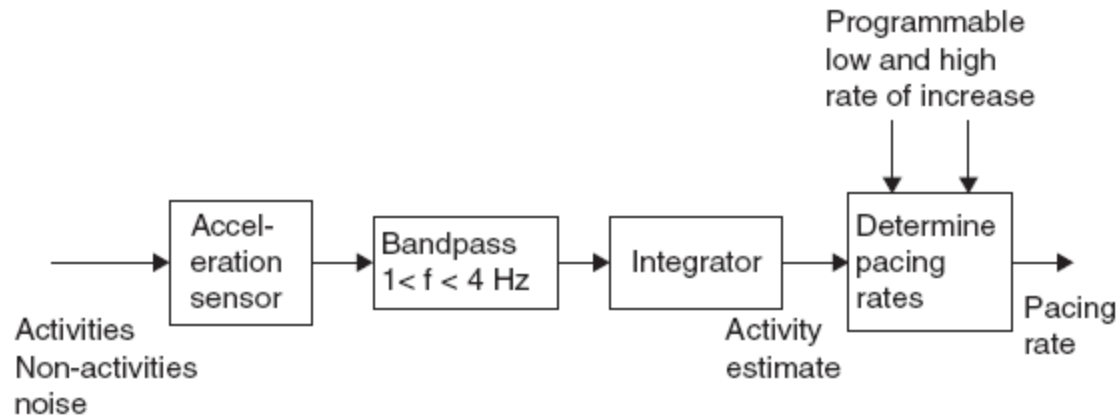 Programmable
low and high
rate of increase
Accel-
eration
sensor
Bandpass
1< f < 4 Hz
Integrator
Determine
pacing
rates
Activities
Non-activities
noise
Activity
estimate
Pacing
rate